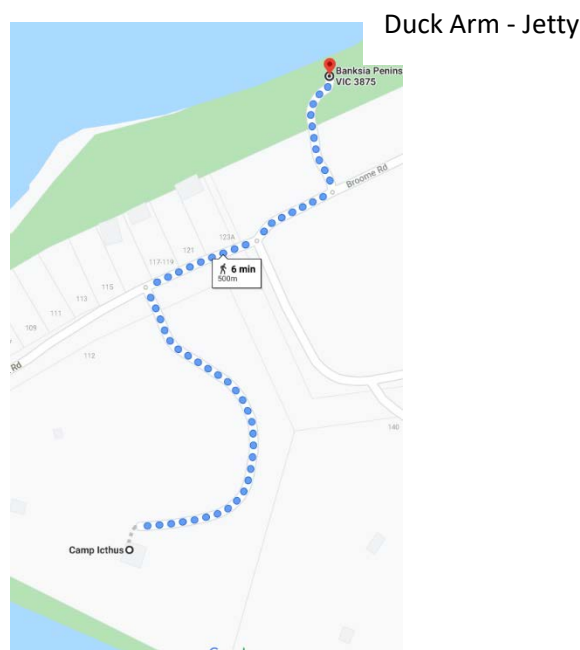 Duck Arm - Jetty
Banksia Penins
VIC 3875
Broome Rd
123A
121
117-119
6 min
500m
115
113
111
109
Rd
112
140
Camp Icthus